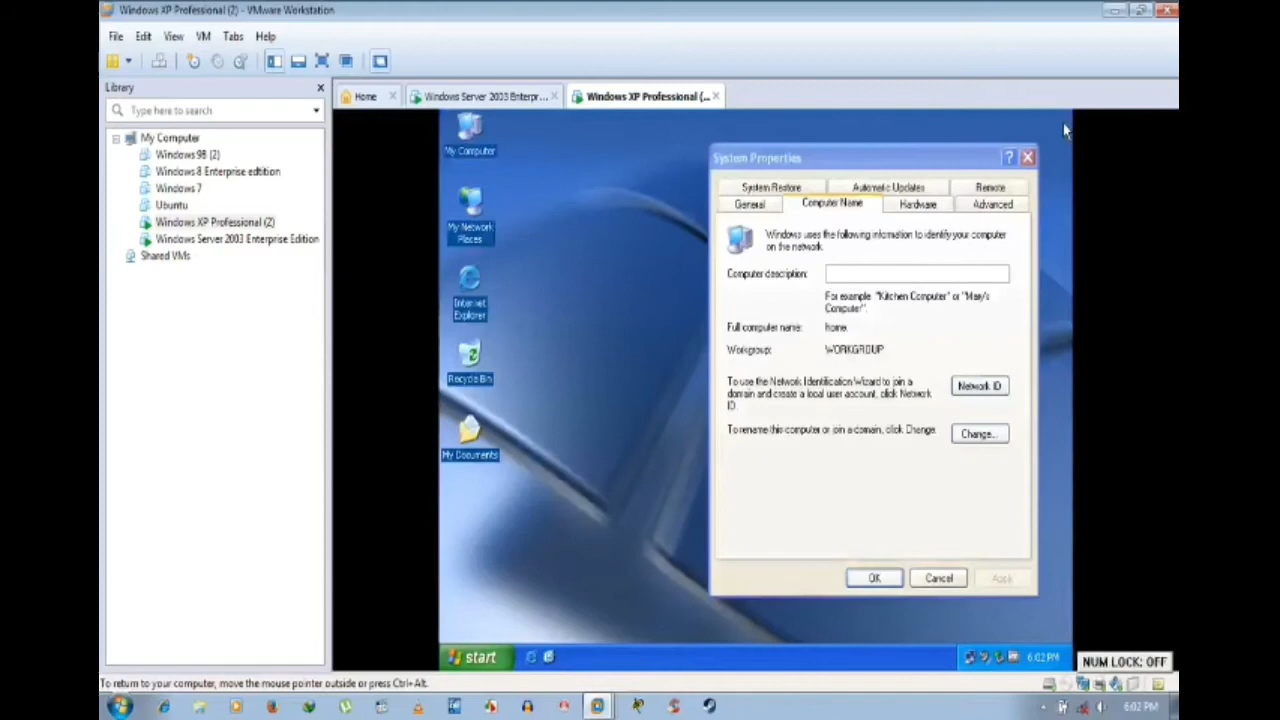 Windows XP Professional (2) - VMware Workstation
File Edit View VM Tabs Help
Library
Type here to search
My Computer
Windows 98 (2)
Windows 8 Enterprise edtition
Windows 7
Ubuntu
Windows XP Professional (2)
Windows Server 2003 Enterprise Edition
Shared VMs
Home
Windows Server 2003 Enterpr...
Windows XP Professional (...
My Computer
My Network
Places
Internet
Explorer
Recycle Bin
My Documents
System Properties
System Restore Automatic Updates Remote
General Computer Name Hardware Advanced
Windows uses the following information to identify your computer
on the network.
Computer description:
For example: "Kitchen Computer" or "Mary's
Computer".
Full computer name: home.
Workgroup: WORKGROUP
To use the Network Identification Wizard to join a
domain and create a local user account, click Network
ID.
Network ID
To rename this computer or join a domain, click Change.
Change...
OK Cancel Apply
start
6:02 PM
NUM LOCK: OFF
To return to your computer, move the mouse pointer outside or press Ctrl+Alt.
6:02 PM